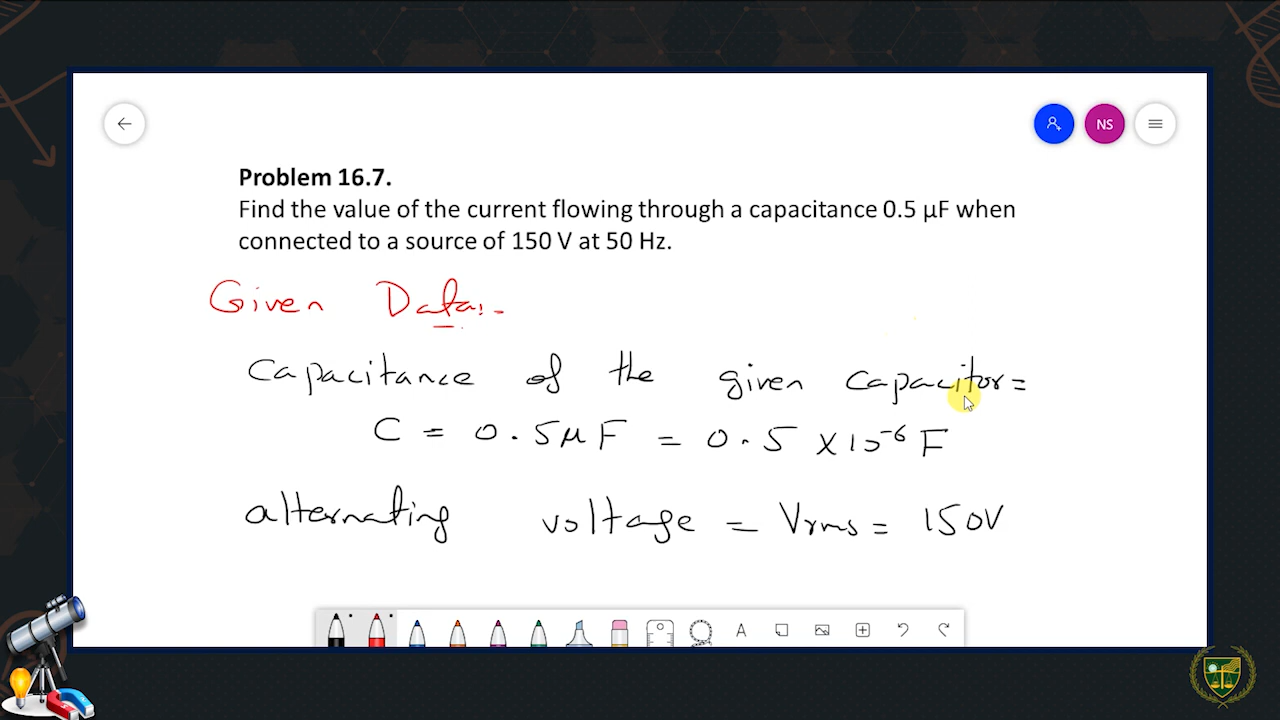 NS
Problem 16.7.
Find the value of the current flowing through a capacitance 0.5 μF when
connected to a source of 150 V at 50 Hz.
Given Data:-
Capacitance of the given capacitor=
C = 0.5μF = 0.5 ×10⁻⁶ F
alternating voltage = Vrms = 150V
A